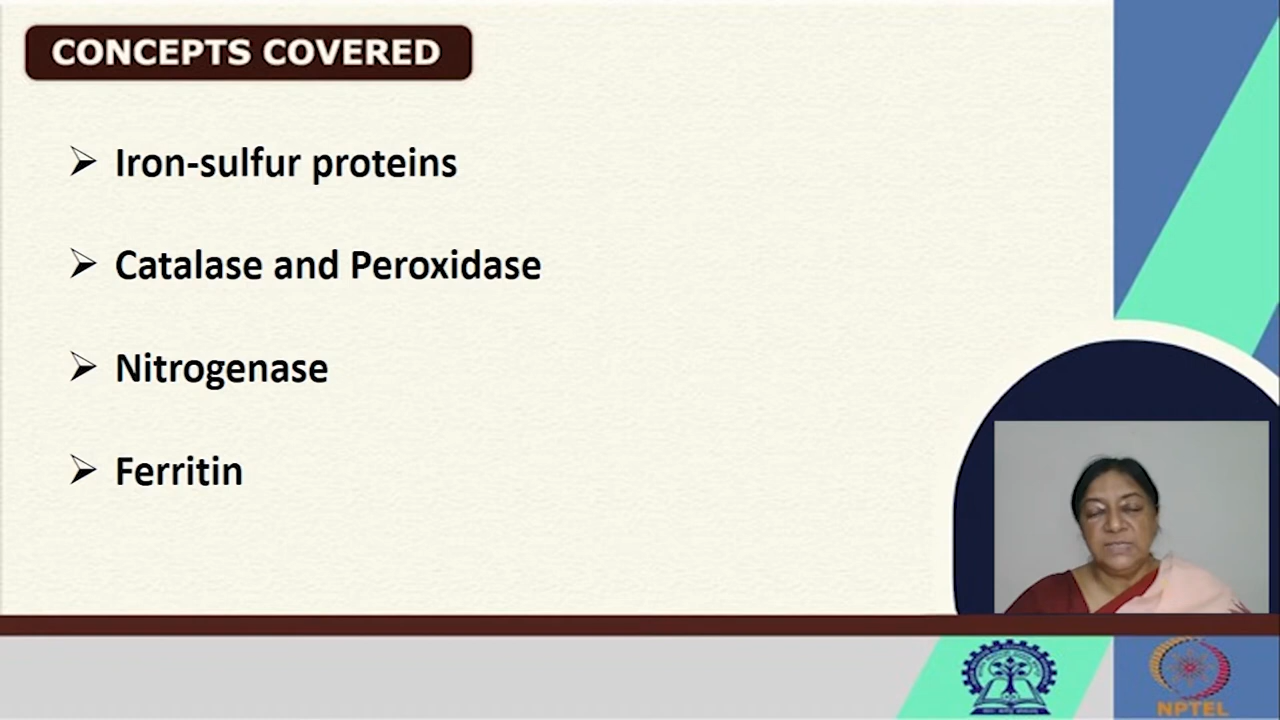 CONCEPTS COVERED
➢ Iron-sulfur proteins
➢ Catalase and Peroxidase
➢ Nitrogenase
➢ Ferritin
NPTEL